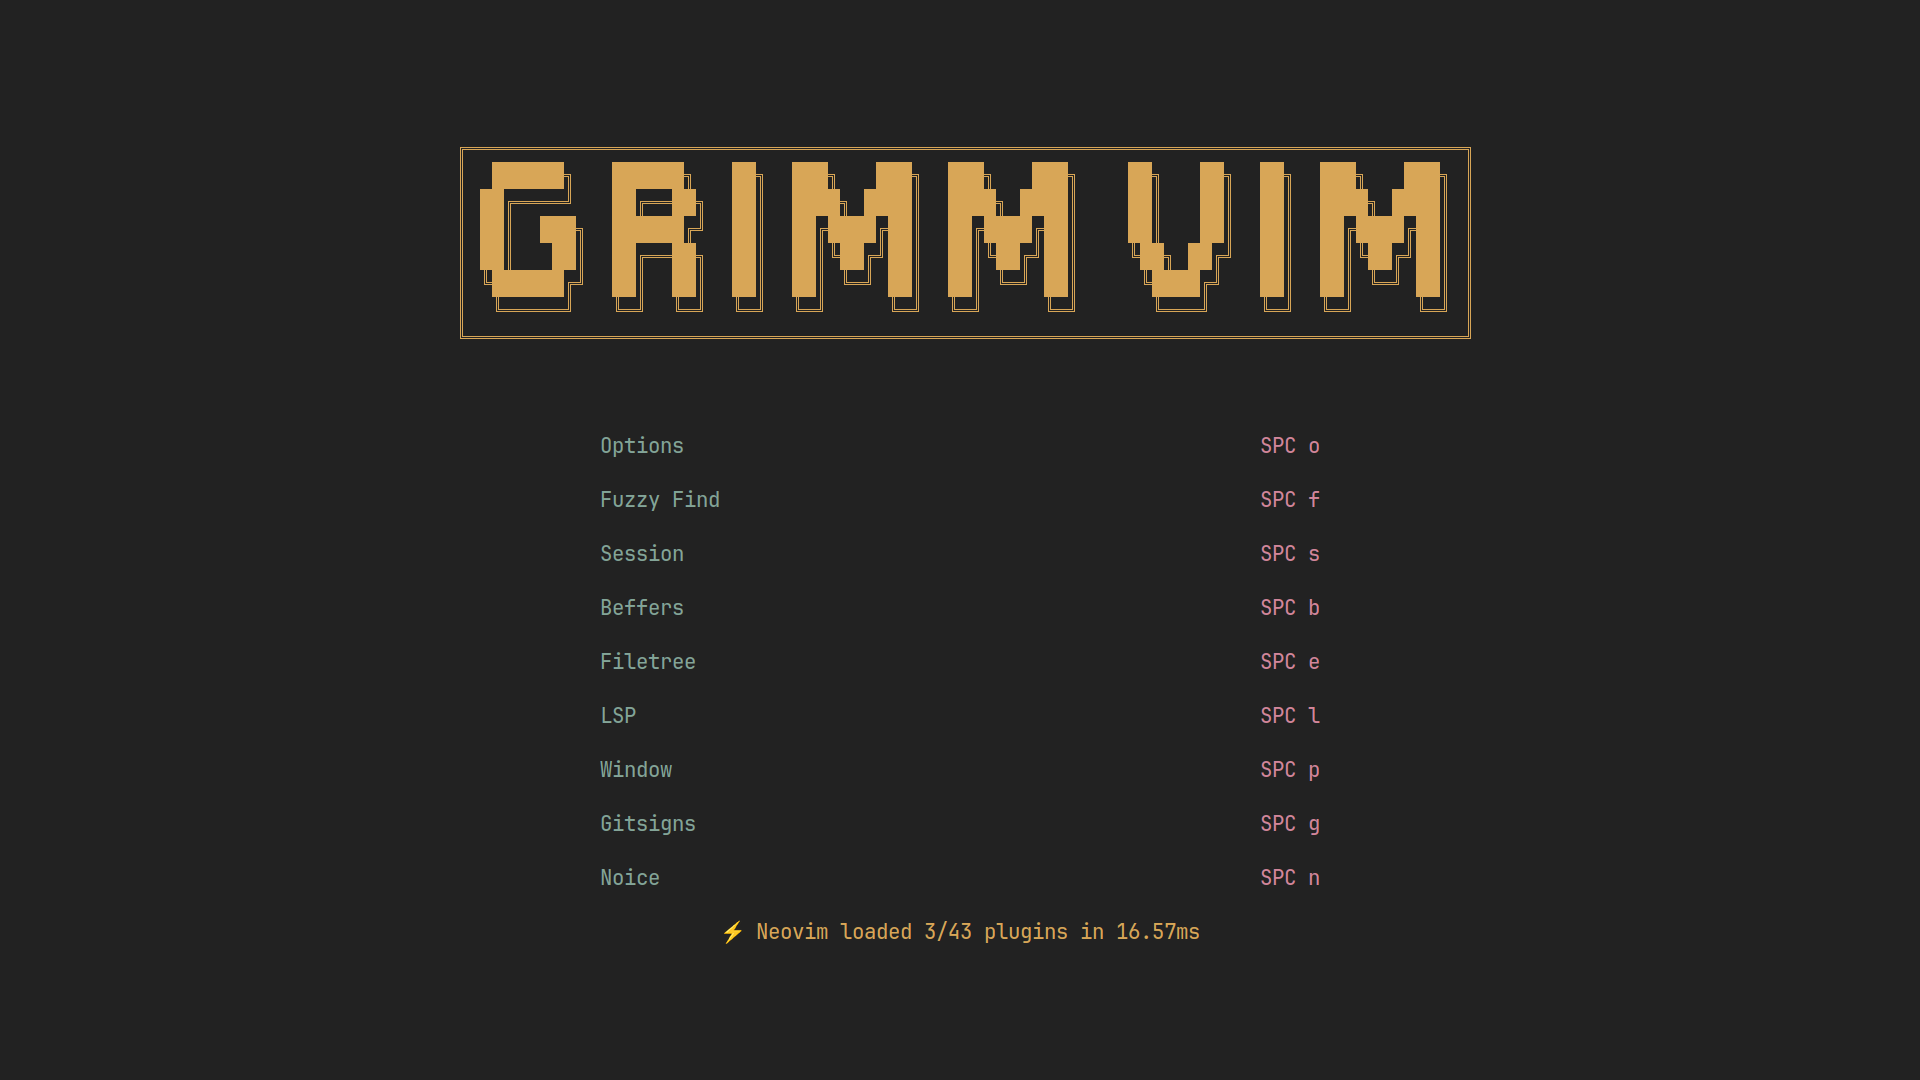 GRIMM VIM
Options SPC o
Fuzzy Find SPC f
Session SPC s
Beffers SPC b
Filetree SPC e
LSP SPC l
Window SPC p
Gitsigns SPC g
Noice SPC n
⚡ Neovim loaded 3/43 plugins in 16.57ms